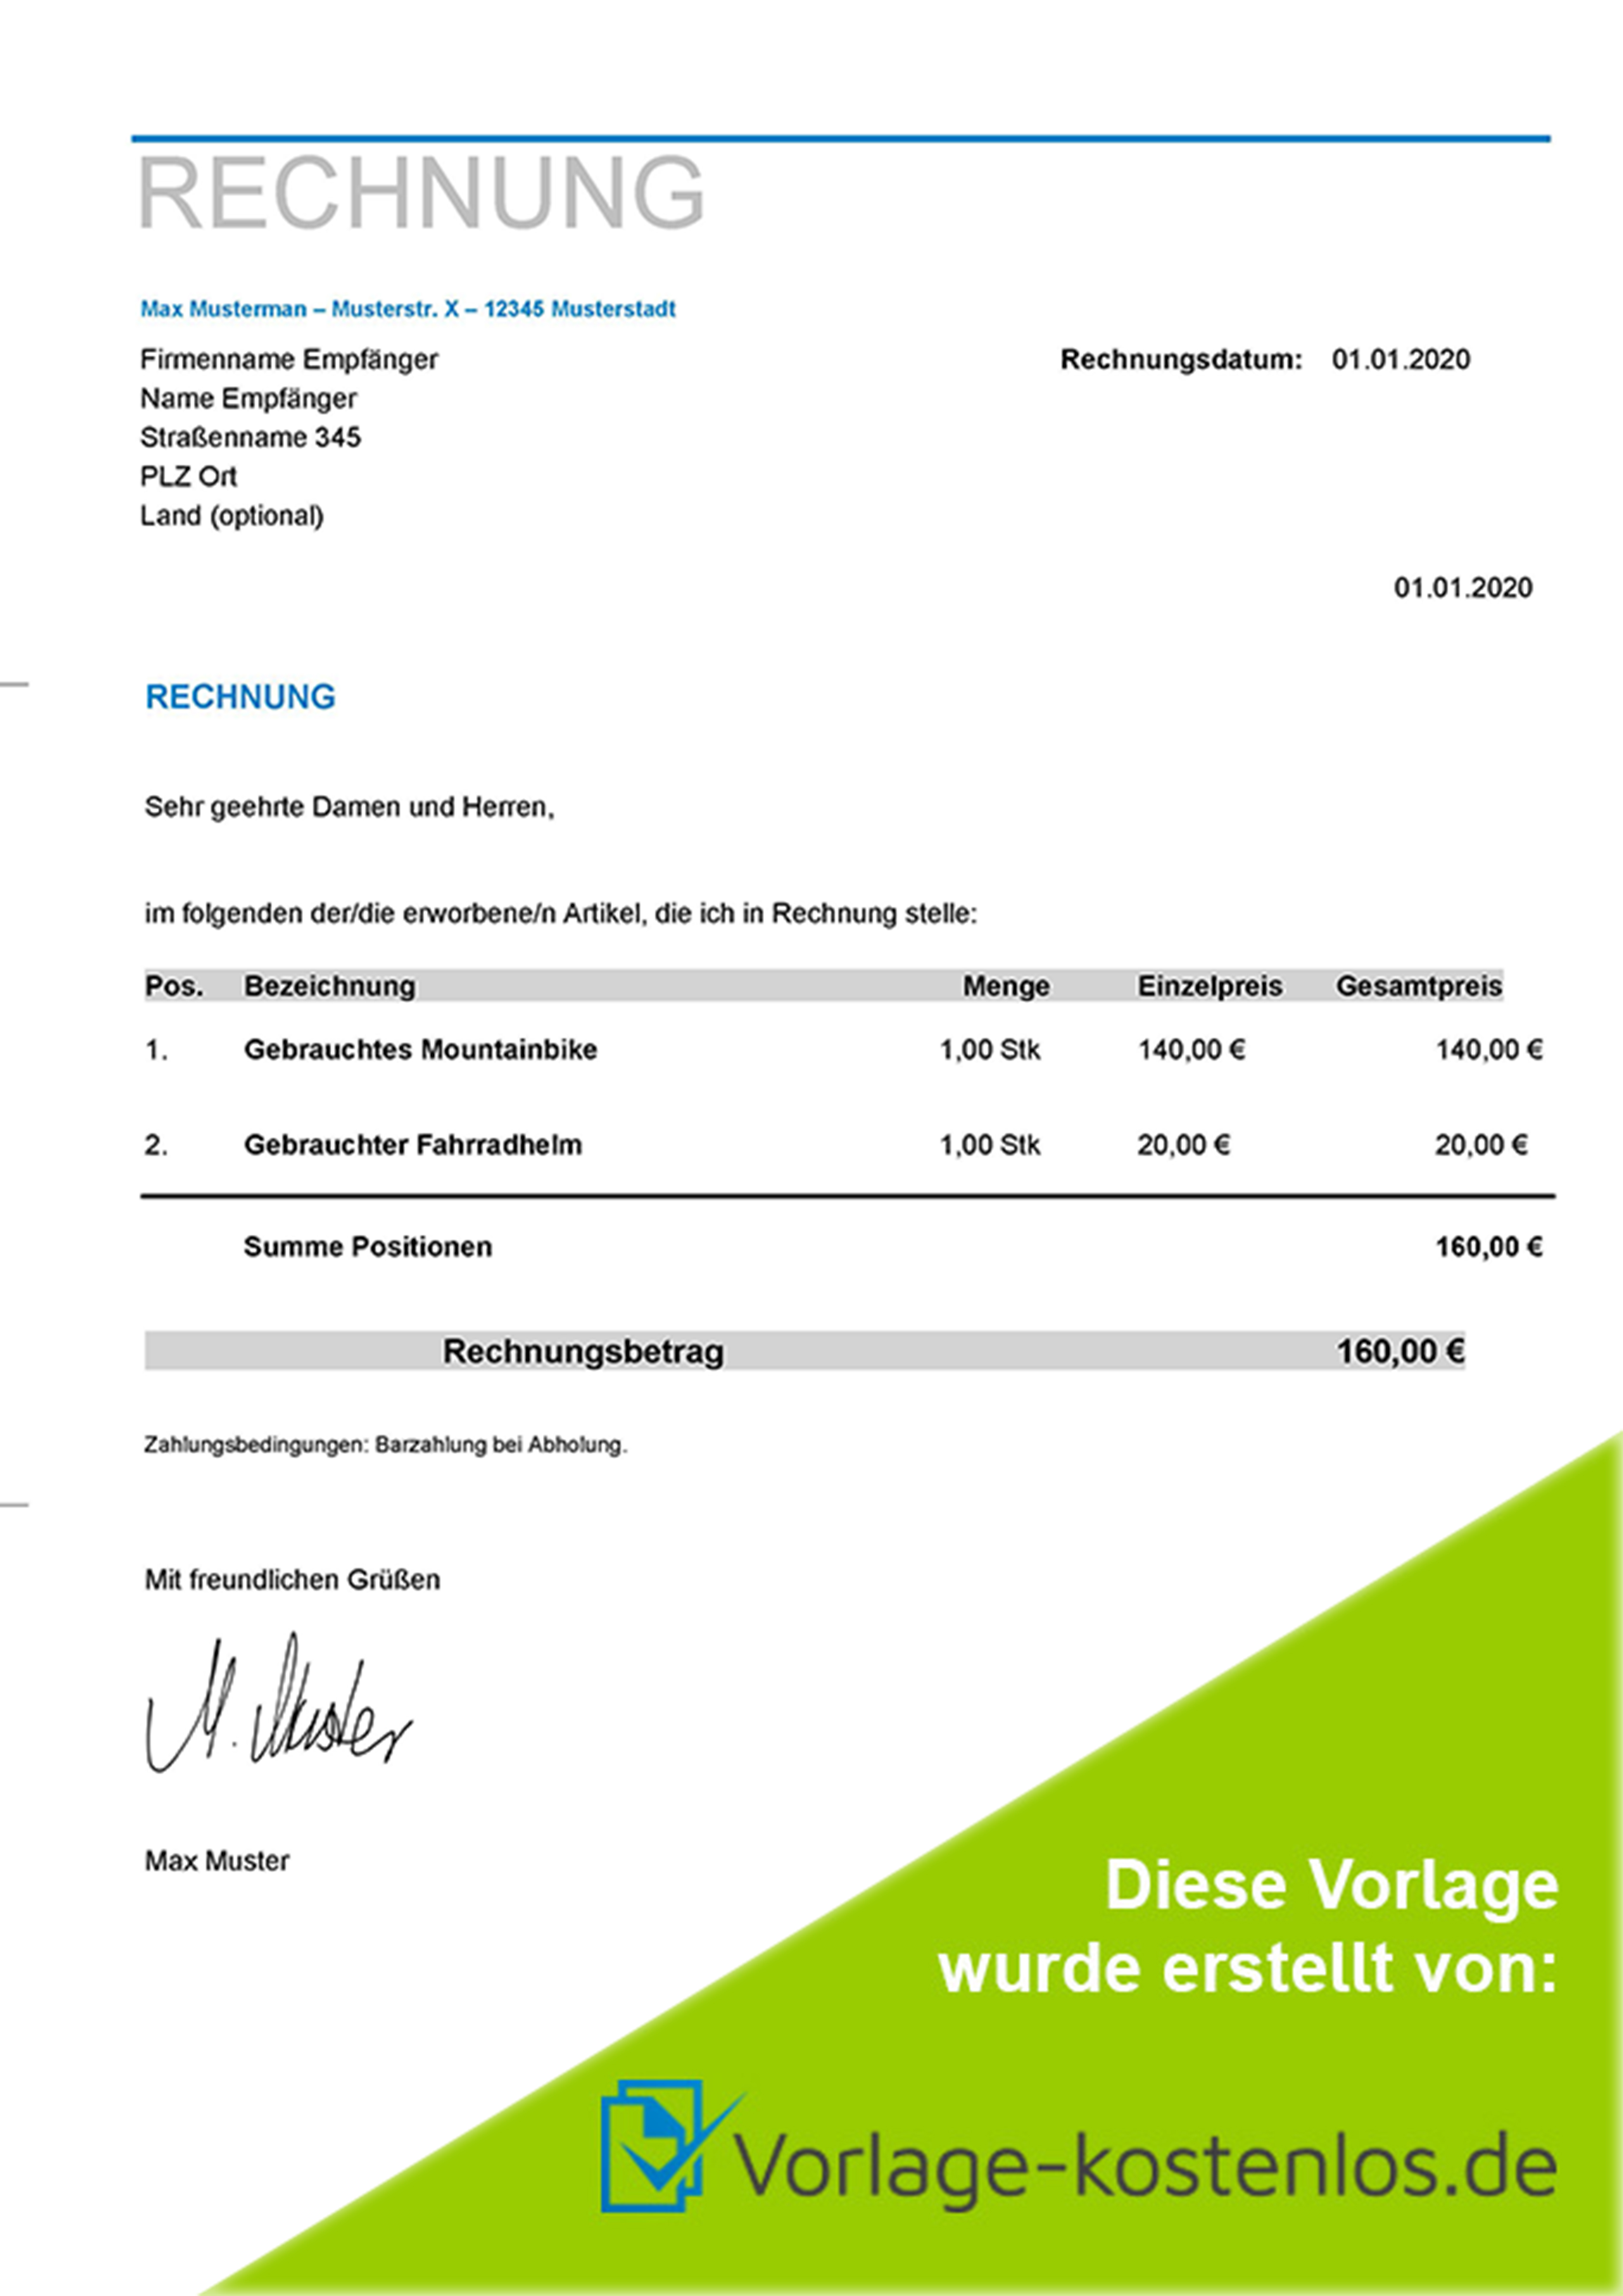 RECHNUNG
Max Musterman – Musterstr. X – 12345 Musterstadt
Firmenname Empfänger
Rechnungsdatum: 01.01.2020
Name Empfänger
Straßenname 345
PLZ Ort
Land (optional)
01.01.2020
RECHNUNG
Sehr geehrte Damen und Herren,
im folgenden der/die erworbene/n Artikel, die ich in Rechnung stelle:
Pos. Bezeichnung Menge Einzelpreis Gesamtpreis
1. Gebrauchtes Mountainbike 1,00 Stk 140,00 € 140,00 €
2. Gebrauchter Fahrradhelm 1,00 Stk 20,00 € 20,00 €
Summe Positionen 160,00 €
Rechnungsbetrag 160,00 €
Zahlungsbedingungen: Barzahlung bei Abholung.
Mit freundlichen Grüßen
M. Muster
Max Muster
Diese Vorlage
wurde erstellt von:
Vorlage-kostenlos.de